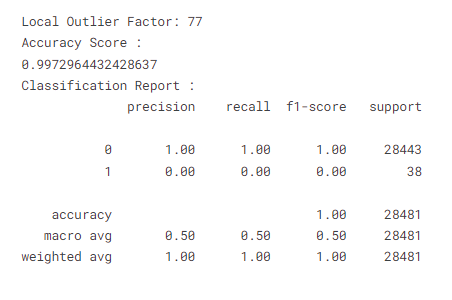 Local Outlier Factor: 77
Accuracy Score :
0.9972964432428637
Classification Report :
precision recall f1-score support
0 1.00 1.00 1.00 28443
1 0.00 0.00 0.00 38
accuracy 1.00 28481
macro avg 0.50 0.50 0.50 28481
weighted avg 1.00 1.00 1.00 28481